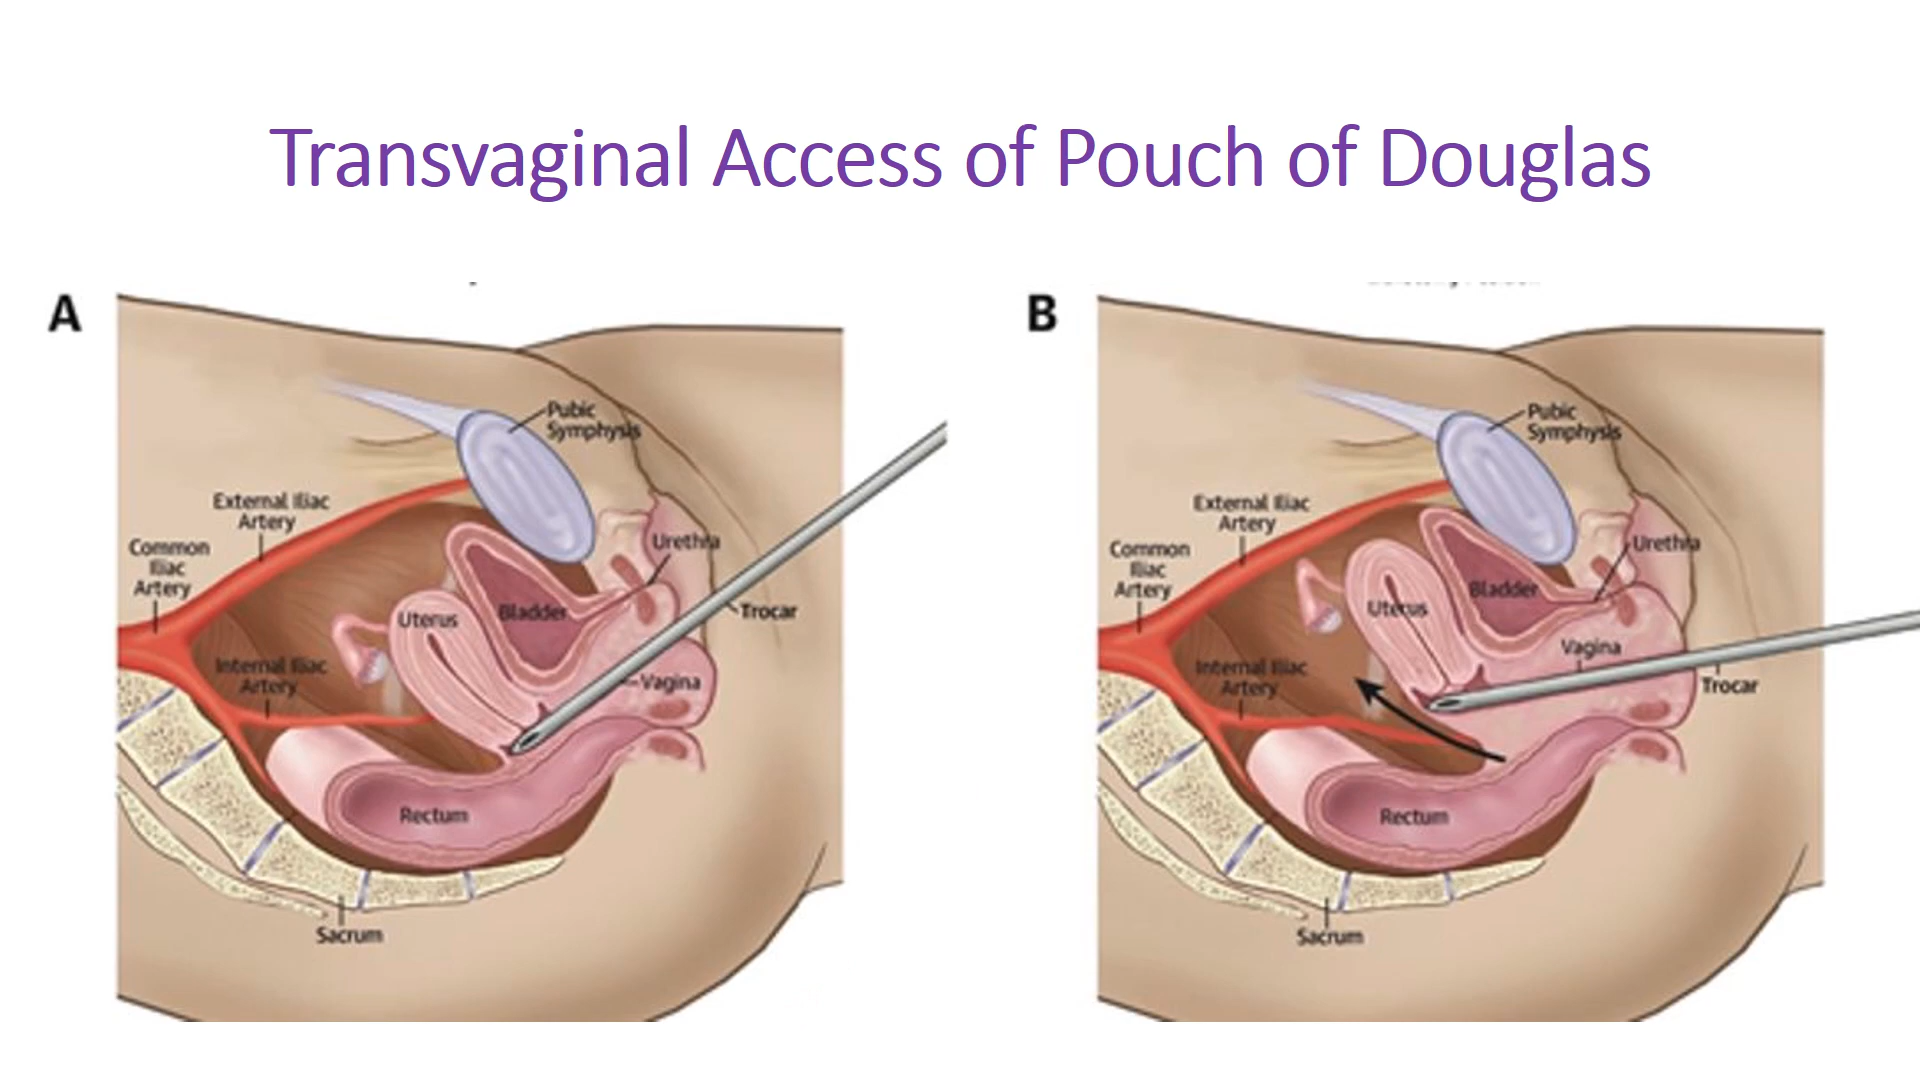 Transvaginal Access of Pouch of Douglas
A
Pubic
Symphysis
External Iliac
Artery
Common
Iliac
Artery
Urethra
Uterus
Bladder
Trocar
Internal Iliac
Artery
Vagina
Rectum
Sacrum
B
Pubic
Symphysis
External Iliac
Artery
Common
Iliac
Artery
Urethra
Bladder
Uterus
Vagina
Internal Iliac
Artery
Trocar
Rectum
Sacrum